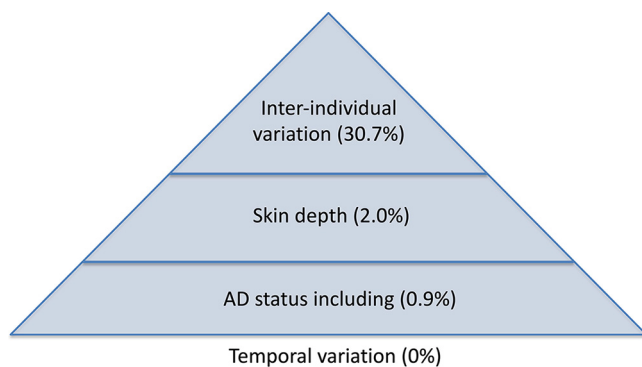 Inter-individual
variation (30.7%)
Skin depth (2.0%)
AD status including (0.9%)
Temporal variation (0%)